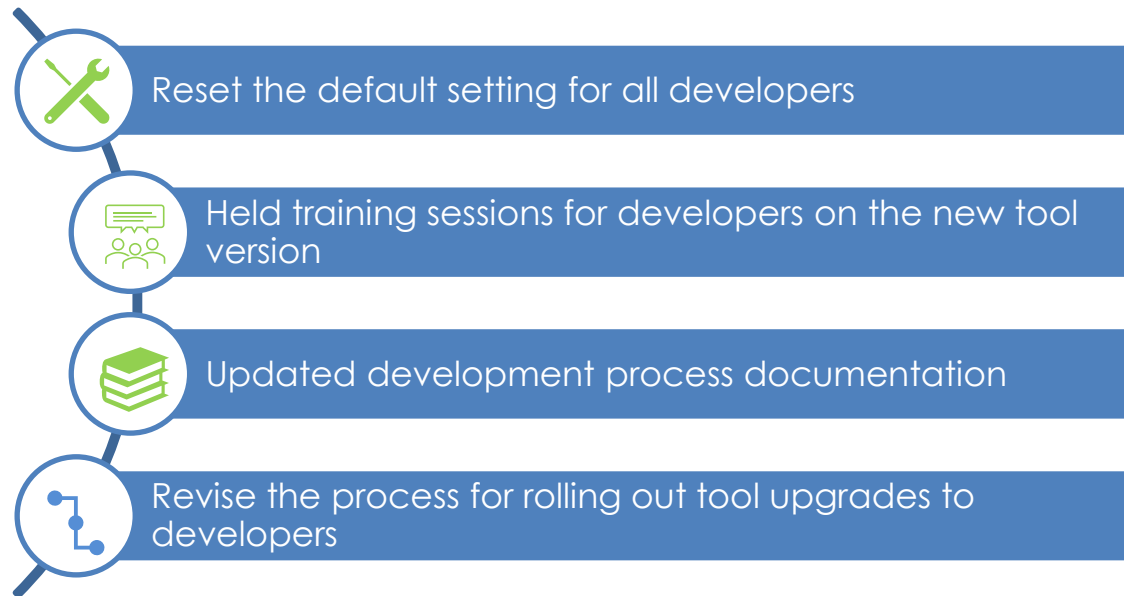 Reset the default setting for all developers
Held training sessions for developers on the new tool
version
Updated development process documentation
Revise the process for rolling out tool upgrades to
developers